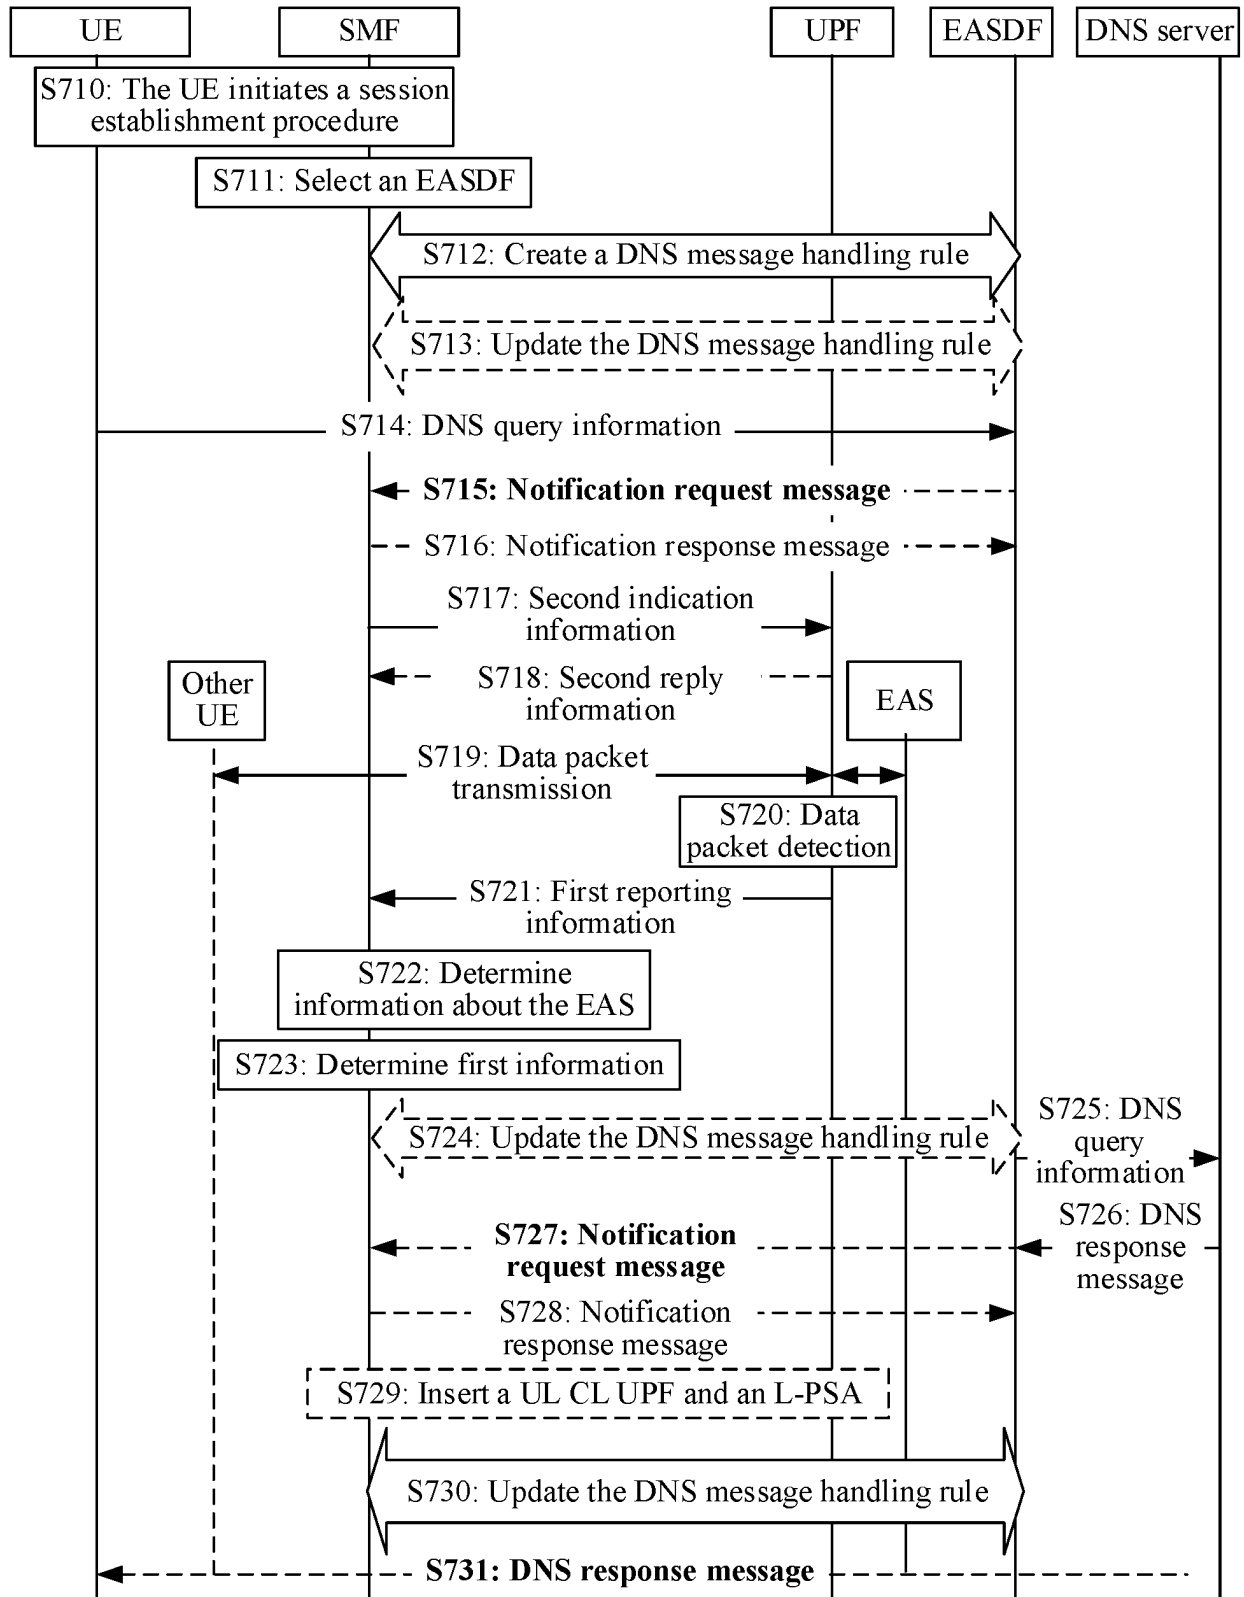 UE
SMF
UPF
EASDF
DNS server
S710: The UE initiates a session
establishment procedure
S711: Select an EASDF
S712: Create a DNS message handling rule
S713: Update the DNS message handling rule
S714: DNS query information
S715: Notification request message
S716: Notification response message
S717: Second indication
information
S718: Second reply
information
Other
UE
EAS
S719: Data packet
transmission
S720: Data
packet detection
S721: First reporting
information
S722: Determine
information about the EAS
S723: Determine first information
S724: Update the DNS message handling rule
S725: DNS
query
information
S726: DNS
response
message
S727: Notification
request message
S728: Notification
response message
S729: Insert a UL CL UPF and an L-PSA
S730: Update the DNS message handling rule
S731: DNS response message